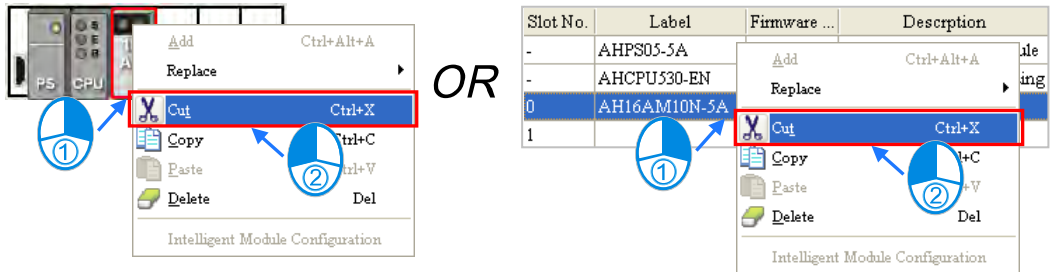 PS CPU
Add Ctrl+Alt+A
Replace
Cut Ctrl+X
Copy Ctrl+C
Paste Ctrl+V
Delete Del
Intelligent Module Configuration
1
2
OR
Slot No. Label Firmware ... Descrption
- AHPS05-5A ule
- AHCPU530-EN ing
0 AH16AM10N-5A
1
Add Ctrl+Alt+A
Replace
Cut Ctrl+X
Copy l+C
Paste +V
Delete Del
Intelligent Module Configuration
1
2